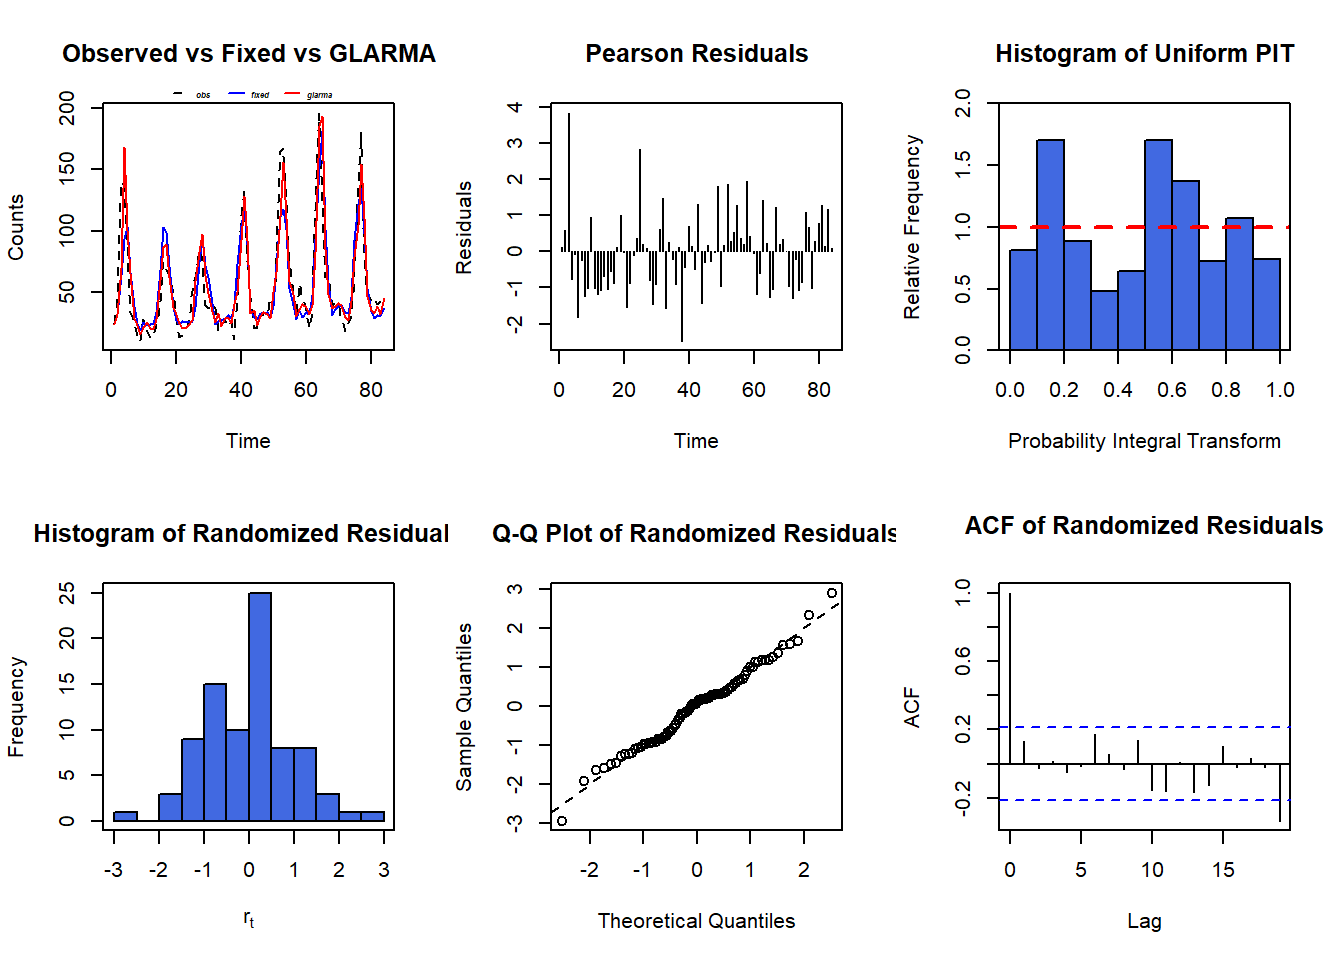 Observed vs Fixed vs GLARMA
obs fixed glarma
Counts
50 100 150 200
0 20 40 60 80
Time
Pearson Residuals
Residuals
-2 -1 0 1 2 3 4
0 20 40 60 80
Time
Histogram of Uniform PIT
Relative Frequency
0.0 0.5 1.0 1.5 2.0
0.0 0.2 0.4 0.6 0.8 1.0
Probability Integral Transform
Histogram of Randomized Residual
Frequency
0 5 10 15 20 25
-3 -2 -1 0 1 2 3
rt
Q-Q Plot of Randomized Residuals
Sample Quantiles
-3 -2 -1 0 1 2 3
-2 -1 0 1 2
Theoretical Quantiles
ACF of Randomized Residuals
ACF
-0.2 0.2 0.6 1.0
0 5 10 15
Lag